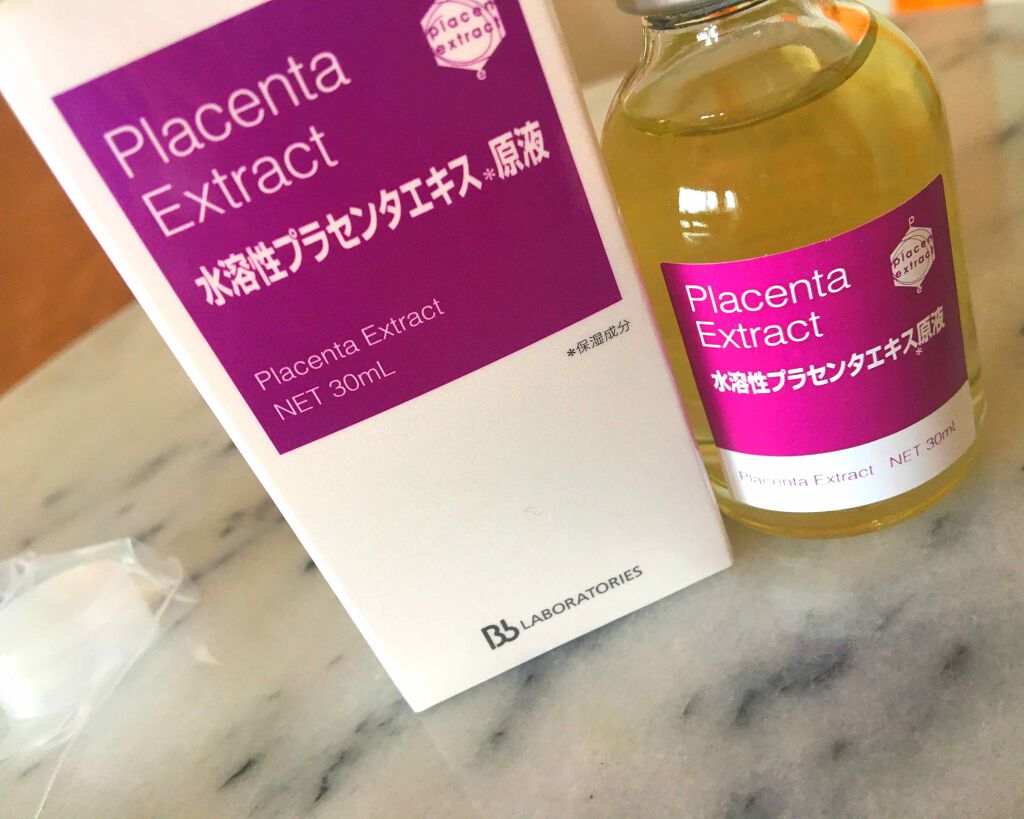 placen
extract
e
Placenta
Extract
水溶性プラセンタエキス*原液
Placenta Extract
NET 30mL
*保湿成分
Bb LABORATORIES
P
placen
extract
e
Placenta
Extract
水溶性プラセンタエキス*原液
Placenta Extract NET 30mL